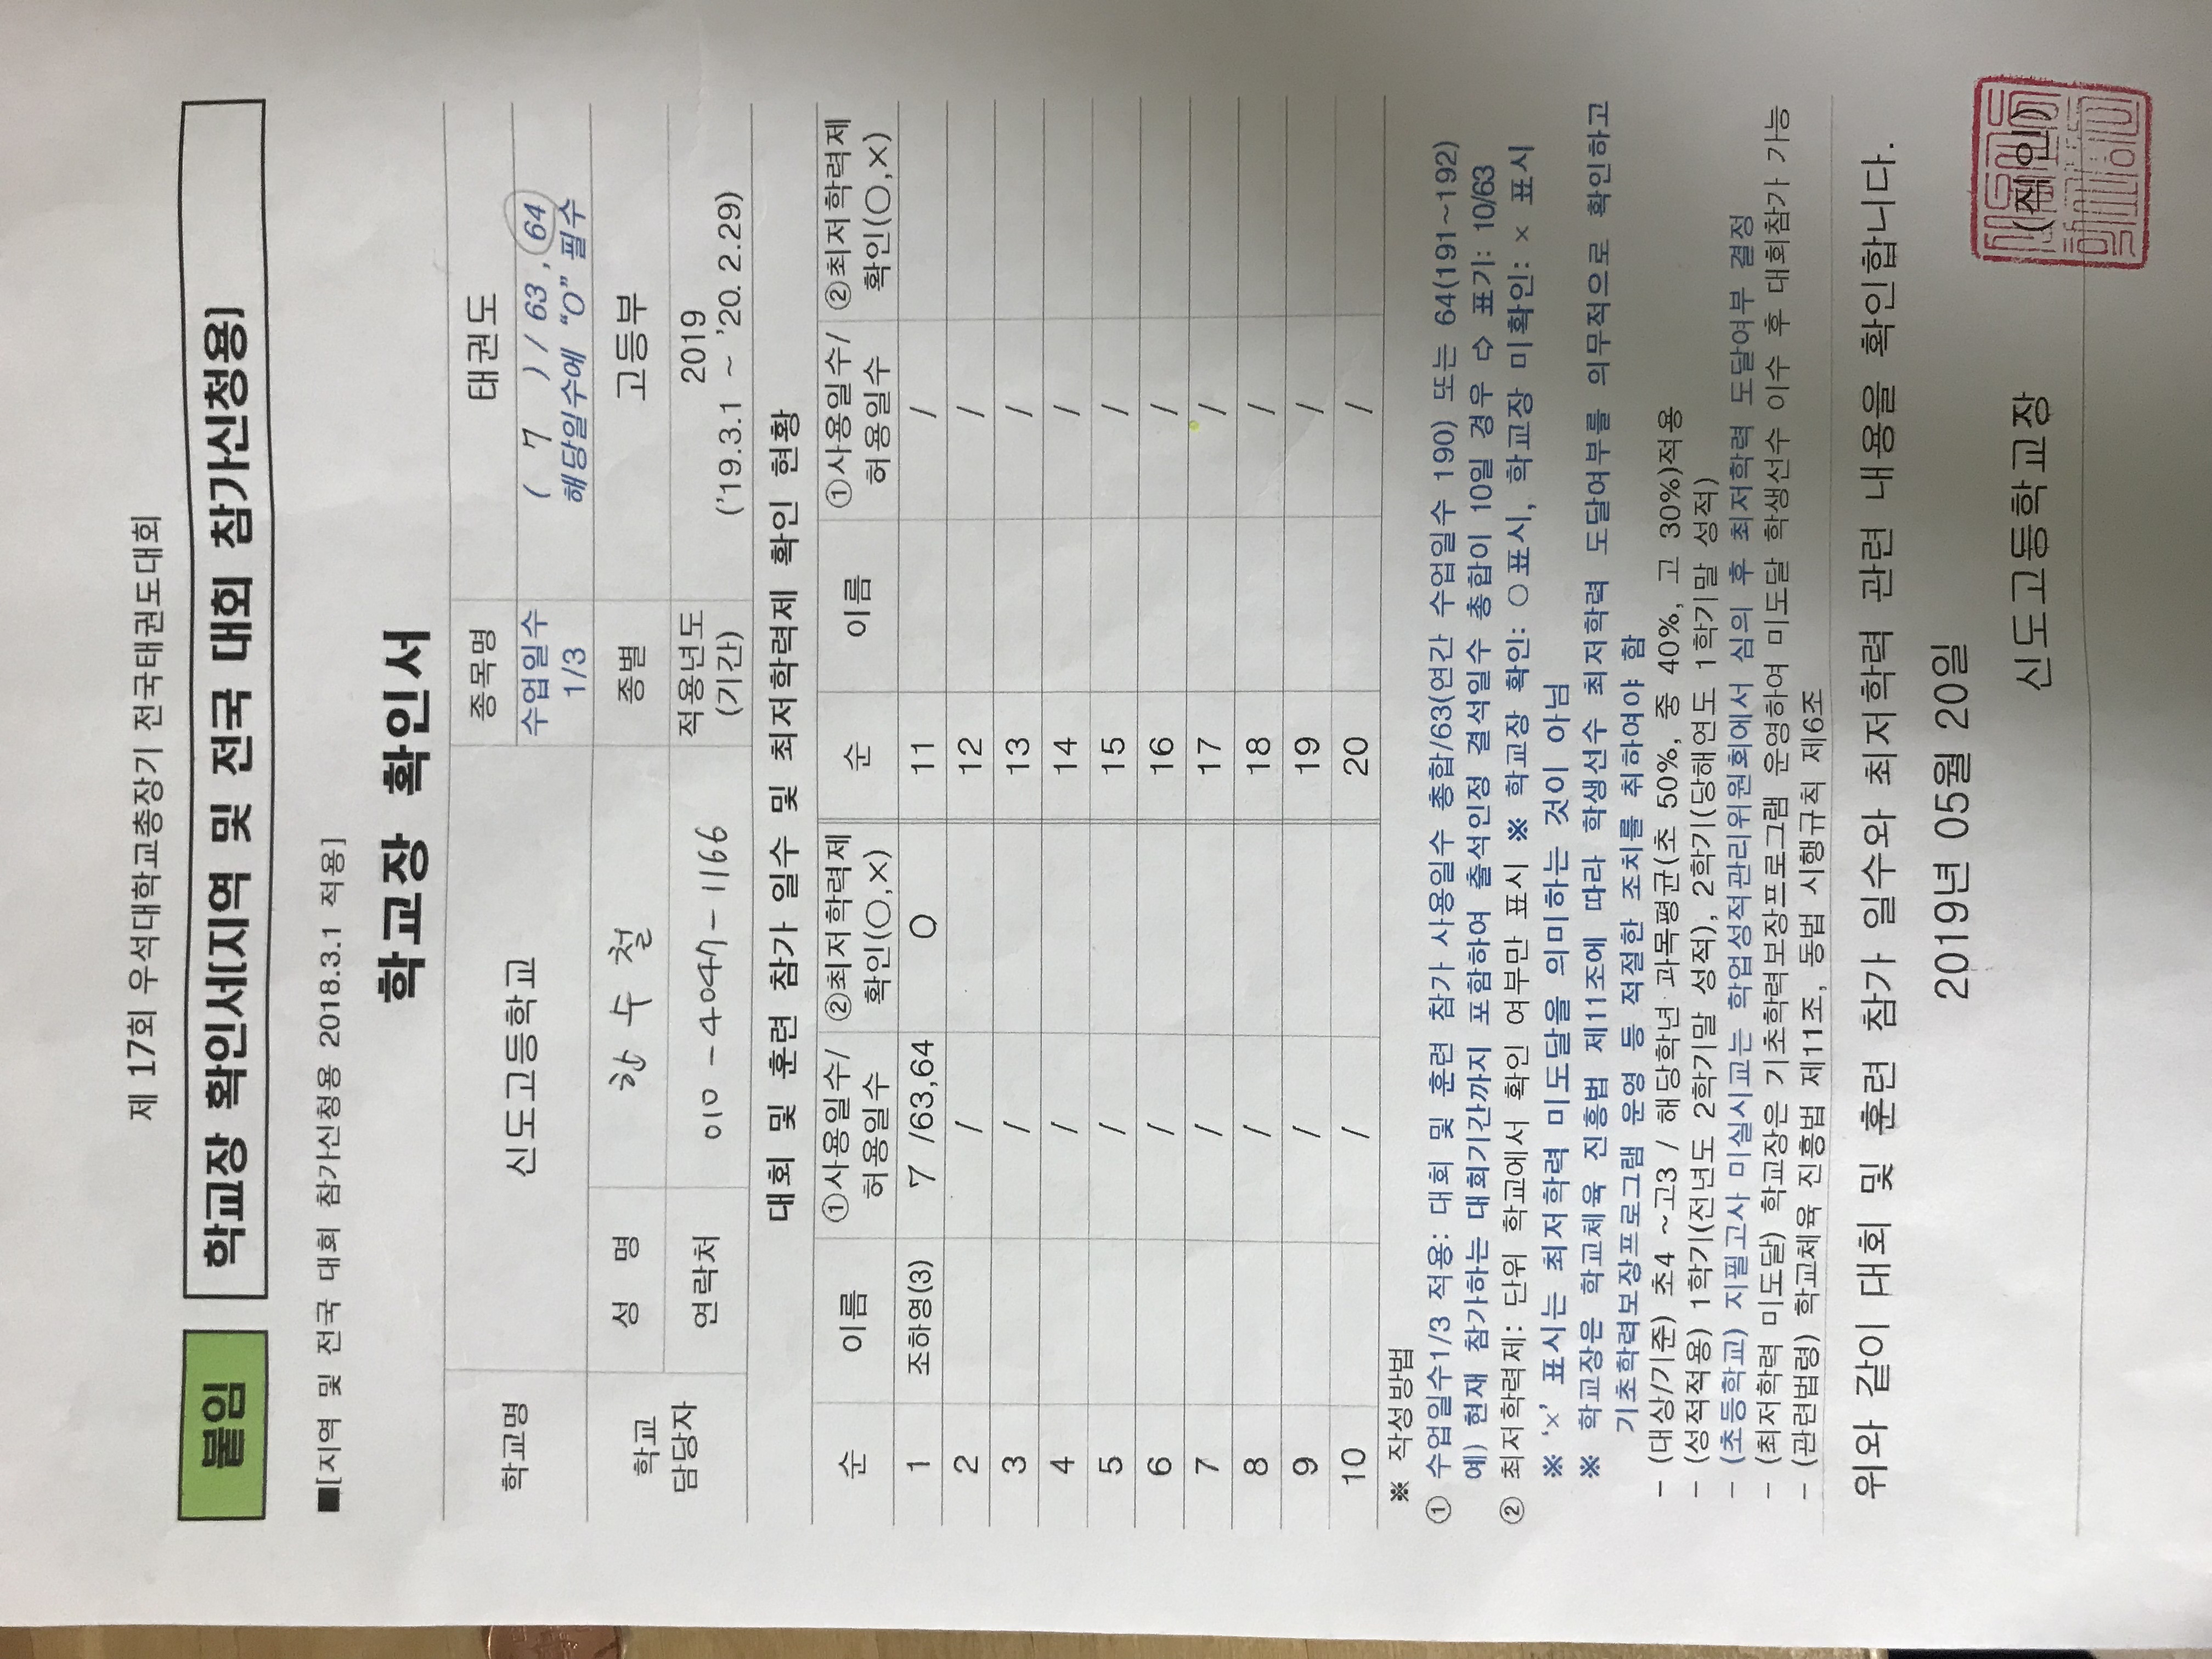 제 17회 우석대학교총장기 전국태권도대회
붙임 학교장 확인서[지역 및 전국 대회 참가신청용]
■[지역 및 전국 대회 참가신청용 2018.3.1 적용]
학교장 확인서
학교명 신도고등학교 종목명 태권도
수업일수 1/3 ( 7 ) / 63 , 64
해당일수에 "O" 필수
학교 담당자 성 명 한 수 철 종별 고등부
연락처 010 - 4047 - 1166 적용년도 (기간) 2019
('19.3.1 ~ '20. 2.29)
대회 및 훈련 참가 일수 및 최저학력제 확인 현황
순 이름 ①사용일수/허용일수 ②최저학력제 확인(○,×) 순 이름 ①사용일수/허용일수 ②최저학력제 확인(○,×)
1 조하영(3) 7 /63,64 O 11 /
2 / 12 /
3 / 13 /
4 / 14 /
5 / 15 /
6 / 16 /
7 / 17 /
8 / 18 /
9 / 19 /
10 / 20 /
※ 작성방법
① 수업일수1/3 적용: 대회 및 훈련 참가 사용일수 총합/63(연간 수업일수 190) 또는 64(191~192)
예) 현재 참가하는 대회기간까지 포함하여 출석인정 결석일수 총합이 10일 경우 ⇨ 표기: 10/63
② 최저학력제: 단위 학교에서 확인 여부만 표시 ※ 학교장 확인: ○표시, 학교장 미확인: × 표시
※ '×' 표시는 최저학력 미도달을 의미하는 것이 아님
※ 학교장은 학교체육 진흥법 제11조에 따라 학생선수 최저학력 도달여부를 의무적으로 확인하고
기초학력보장프로그램 운영 등 적절한 조치를 취하여야 함
- (대상/기준) 초4 ~고3 / 해당학년 과목평균(초 50%, 중 40%, 고 30%)적용
- (성적적용) 1학기(전년도 2학기말 성적), 2학기(당해연도 1학기말 성적)
- (초등학교) 지필고사 미실시교는 학업성적관리위원회에서 심의 후 최저학력 도달여부 결정
- (최저학력 미도달) 학교장은 기초학력보장프로그램 운영하여 미도달 학생선수 이수 후 대회참가 가능
- (관련법령) 학교체육 진흥법 제11조, 동법 시행규칙 제6조
위와 같이 대회 및 훈련 참가 일수와 최저학력 관련 내용을 확인합니다.
2019년 05월 20일
신도고등학교장 (직인)